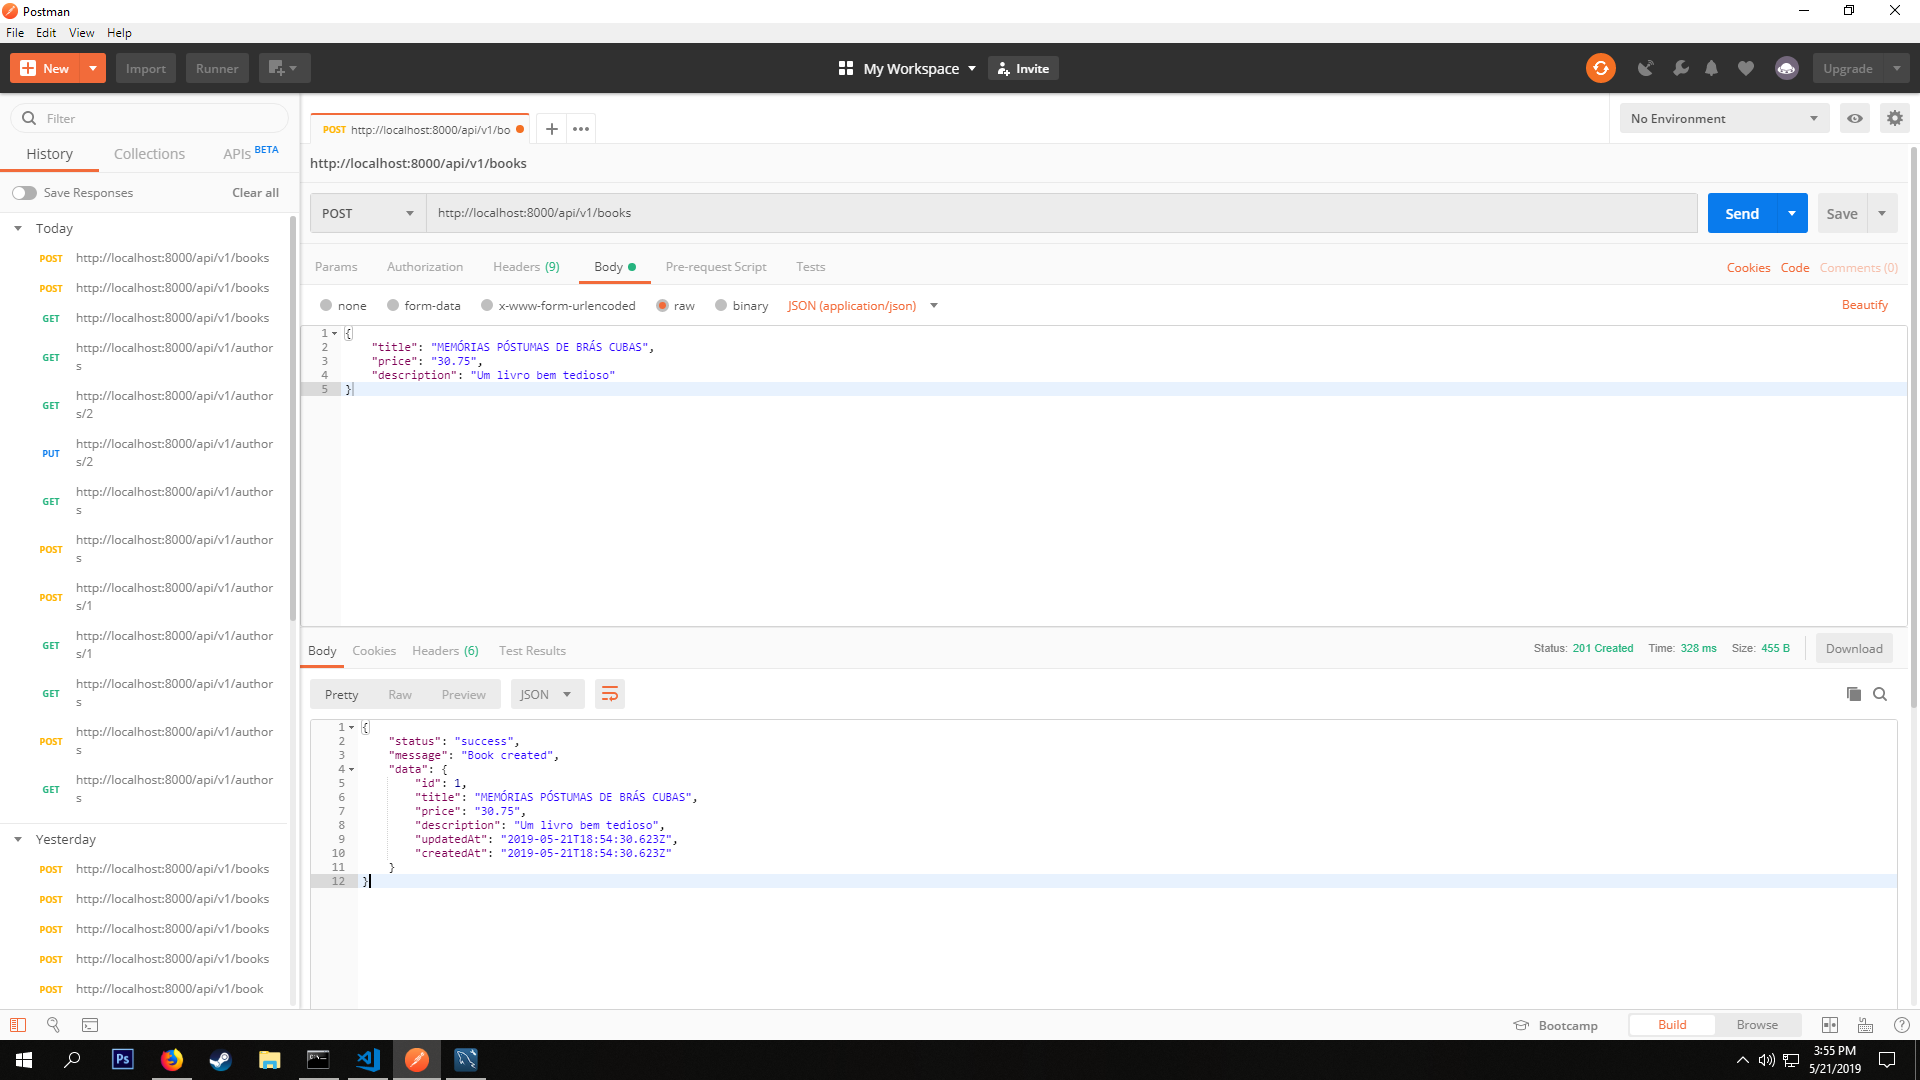 Postman
File Edit View Help
New Import Runner My Workspace Invite Upgrade
Filter
History Collections APIs BETA
Save Responses Clear all
Today
POST http://localhost:8000/api/v1/books
POST http://localhost:8000/api/v1/books
GET http://localhost:8000/api/v1/books
GET http://localhost:8000/api/v1/author
s
GET http://localhost:8000/api/v1/author
s/2
PUT http://localhost:8000/api/v1/author
s/2
GET http://localhost:8000/api/v1/author
s
POST http://localhost:8000/api/v1/author
s
POST http://localhost:8000/api/v1/author
s/1
GET http://localhost:8000/api/v1/author
s/1
GET http://localhost:8000/api/v1/author
s
POST http://localhost:8000/api/v1/author
s
GET http://localhost:8000/api/v1/author
s
Yesterday
POST http://localhost:8000/api/v1/books
POST http://localhost:8000/api/v1/books
POST http://localhost:8000/api/v1/books
POST http://localhost:8000/api/v1/books
POST http://localhost:8000/api/v1/book
POST http://localhost:8000/api/v1/bo
No Environment
http://localhost:8000/api/v1/books
POST http://localhost:8000/api/v1/books Send Save
Params Authorization Headers (9) Body Pre-request Script Tests Cookies Code Comments (0)
none form-data x-www-form-urlencoded raw binary JSON (application/json) Beautify
1 {
2 "title": "MEMÓRIAS PÓSTUMAS DE BRÁS CUBAS",
3 "price": "30.75",
4 "description": "Um livro bem tedioso"
5 }
Body Cookies Headers (6) Test Results Status: 201 Created Time: 328 ms Size: 455 B Download
Pretty Raw Preview JSON
1 {
2 "status": "success",
3 "message": "Book created",
4 "data": {
5 "id": 1,
6 "title": "MEMÓRIAS PÓSTUMAS DE BRÁS CUBAS",
7 "price": "30.75",
8 "description": "Um livro bem tedioso",
9 "updatedAt": "2019-05-21T18:54:30.623Z",
10 "createdAt": "2019-05-21T18:54:30.623Z"
11 }
12 }
Bootcamp Build Browse
Ps
3:55 PM
5/21/2019